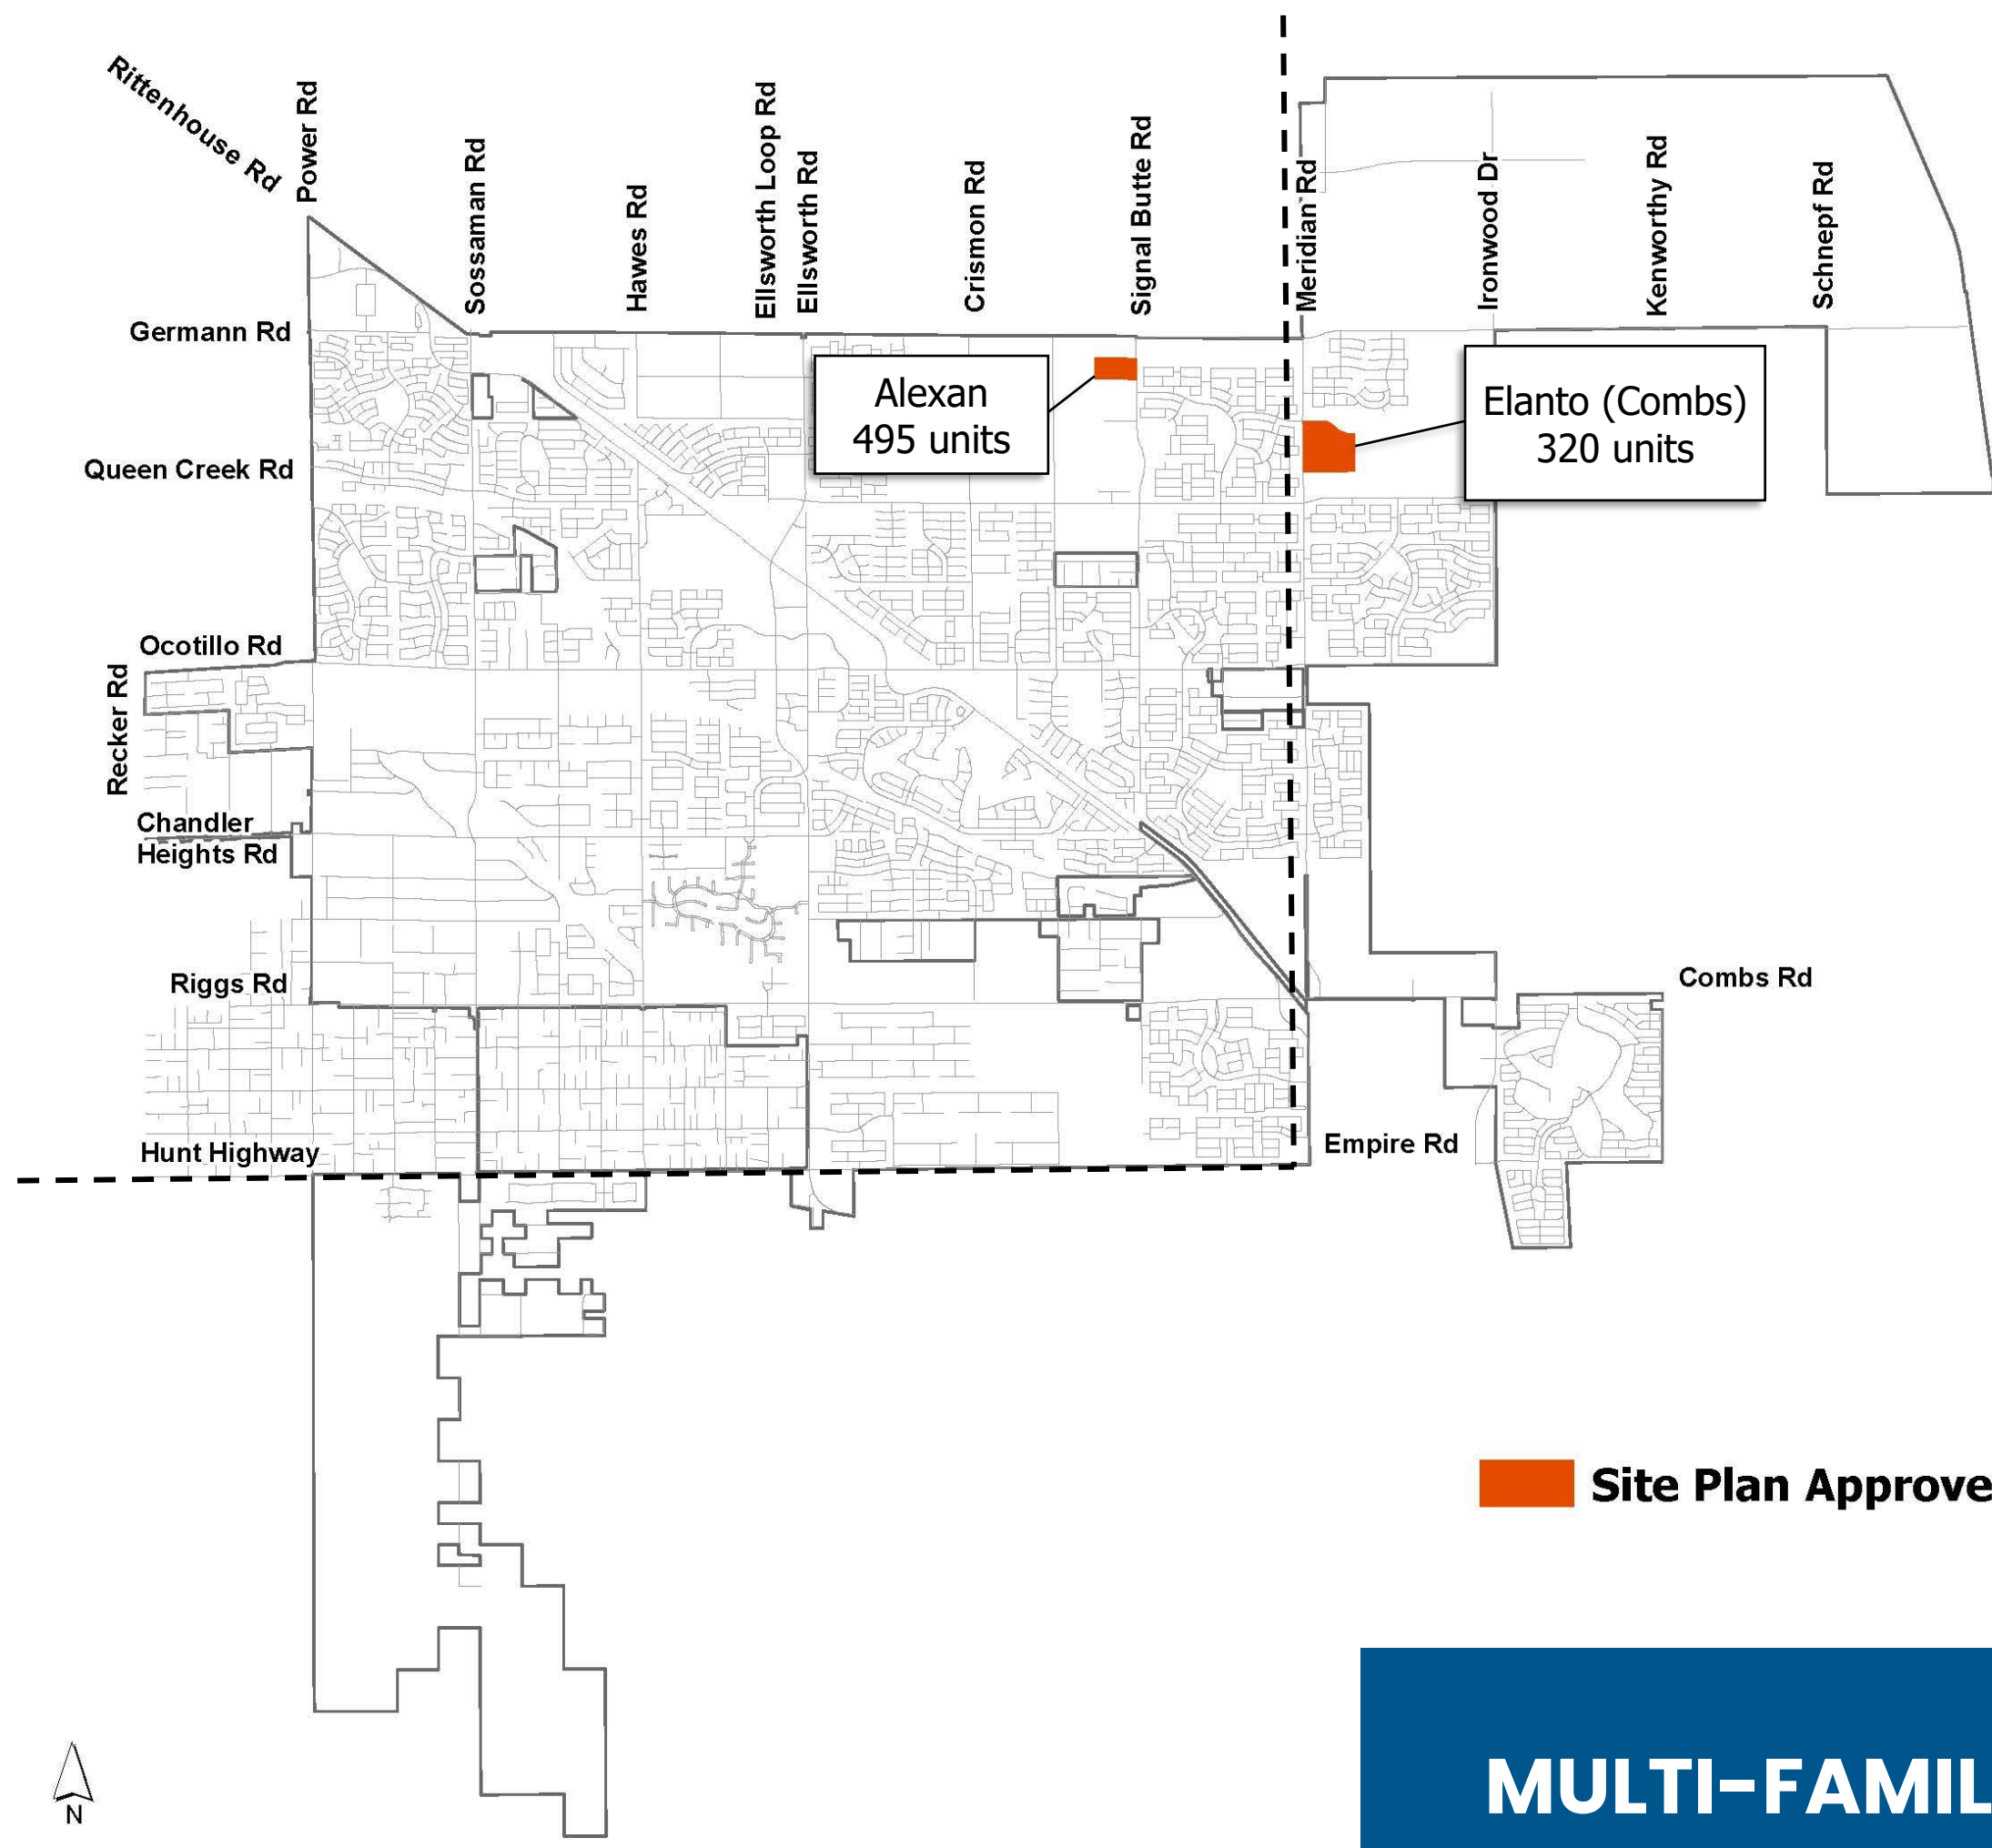 Rittenhouse Rd
Power Rd
Sossaman Rd
Hawes Rd
Ellsworth Loop Rd
Ellsworth Rd
Crismon Rd
Signal Butte Rd
Meridian Rd
Ironwood Dr
Kenworthy Rd
Schnepf Rd
Germann Rd
Alexan
495 units
Elanto (Combs)
320 units
Queen Creek Rd
Ocotillo Rd
Recker Rd
Chandler
Heights Rd
Riggs Rd
Combs Rd
Hunt Highway
Empire Rd
Site Plan Approve
N
MULTI-FAMIL